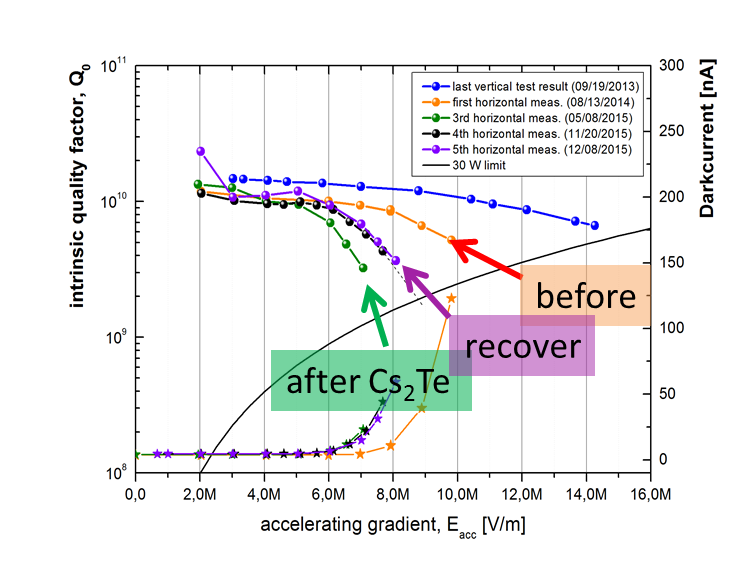 intrinsic quality factor, Q0
10^11
10^10
10^9
10^8
300
250
200
150
100
50
0
Darkcurrent [nA]
last vertical test result (09/19/2013)
first horizontal meas. (08/13/2014)
3rd horizontal meas. (05/08/2015)
4th horizontal meas. (11/20/2015)
5th horizontal meas. (12/08/2015)
30 W limit
before
recover
after Cs2Te
0,0 2,0M 4,0M 6,0M 8,0M 10,0M 12,0M 14,0M 16,0M
accelerating gradient, Eacc [V/m]